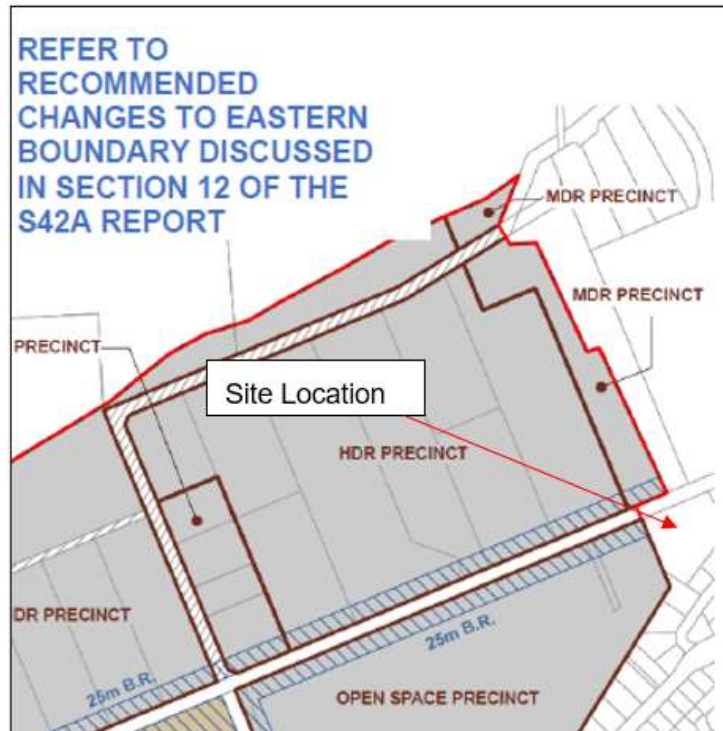 REFER TO
RECOMMENDED
CHANGES TO EASTERN
BOUNDARY DISCUSSED
IN SECTION 12 OF THE
S42A REPORT
MDR PRECINCT
MDR PRECINCT
PRECINCT
Site Location
HDR PRECINCT
DR PRECINCT
25m B.R.
25m B.R.
OPEN SPACE PRECINCT